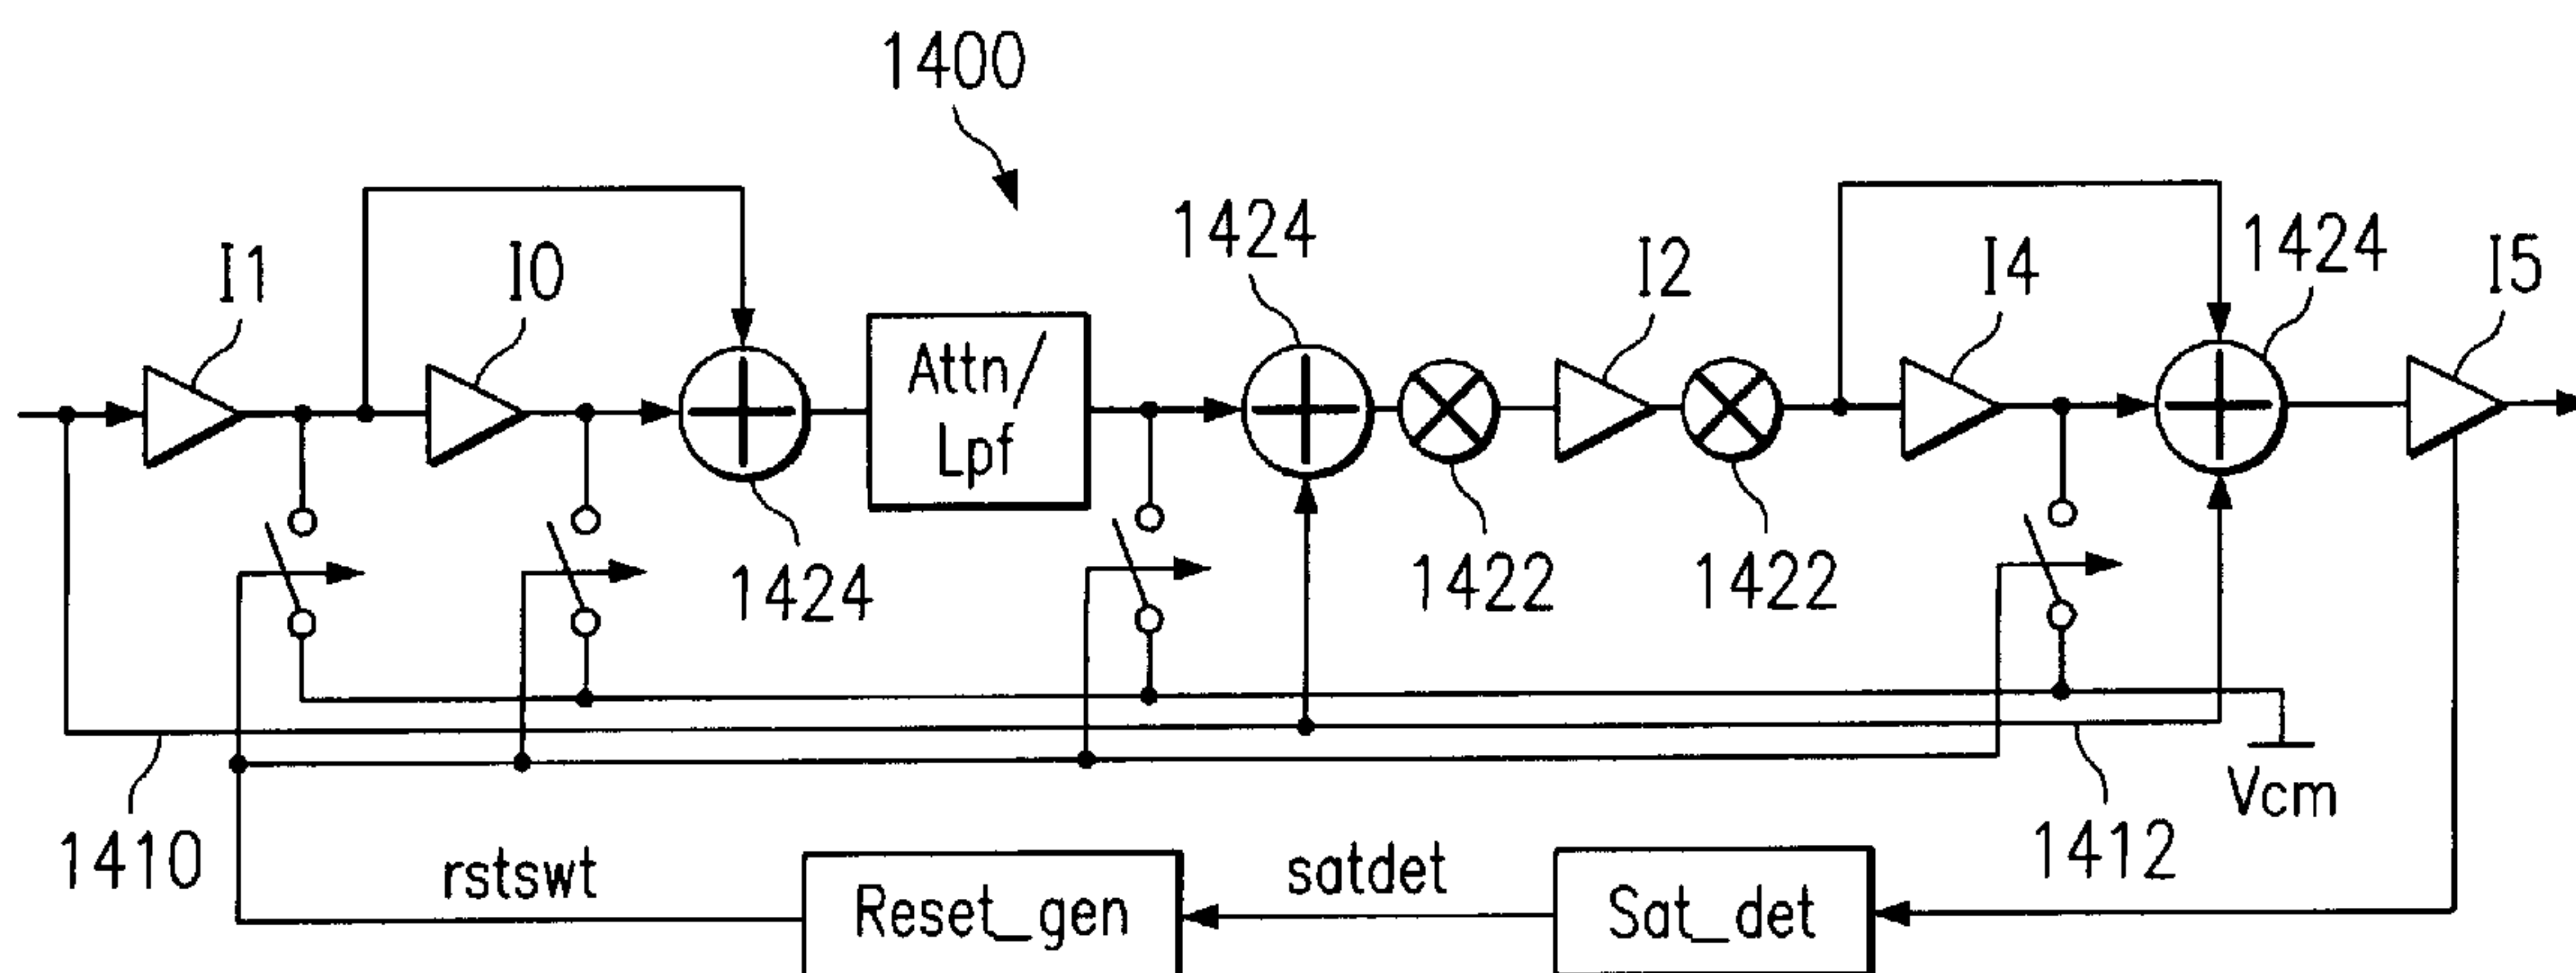 1400
I1
I0
1424
Attn/
Lpf
1424
1422
I2
1422
I4
1424
I5
Vcm
1410
1412
rstswt
Reset_gen
satdet
Sat_det